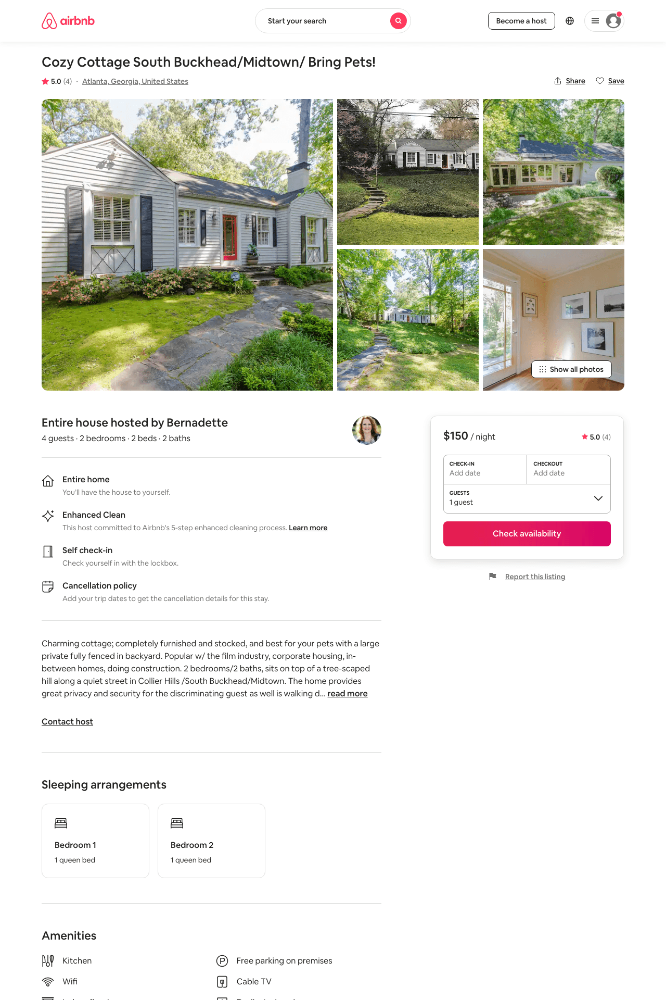 airbnb
Start your search
Become a host
Cozy Cottage South Buckhead/Midtown/ Bring Pets!
5.0 (4) · Atlanta, Georgia, United States
Share
Save
ADT
Show all photos
Entire house hosted by Bernadette
4 guests · 2 bedrooms · 2 beds · 2 baths
Entire home
You'll have the house to yourself.
Enhanced Clean
This host committed to Airbnb's 5-step enhanced cleaning process. Learn more
Self check-in
Check yourself in with the lockbox.
Cancellation policy
Add your trip dates to get the cancellation details for this stay.
$150 / night
5.0 (4)
CHECK-IN
Add date
CHECKOUT
Add date
GUESTS
1 guest
Check availability
Report this listing
Charming cottage; completely furnished and stocked, and best for your pets with a large
private fully fenced in backyard. Popular w/ the film industry, corporate housing, in-
between homes, doing construction. 2 bedrooms/2 baths, sits on top of a tree-scaped
hill along a quiet street in Collier Hills /South Buckhead/Midtown. The home provides
great privacy and security for the discriminating guest as well is walking d... read more
Contact host
Sleeping arrangements
Bedroom 1
1 queen bed
Bedroom 2
1 queen bed
Amenities
Kitchen
Free parking on premises
Wifi
Cable TV